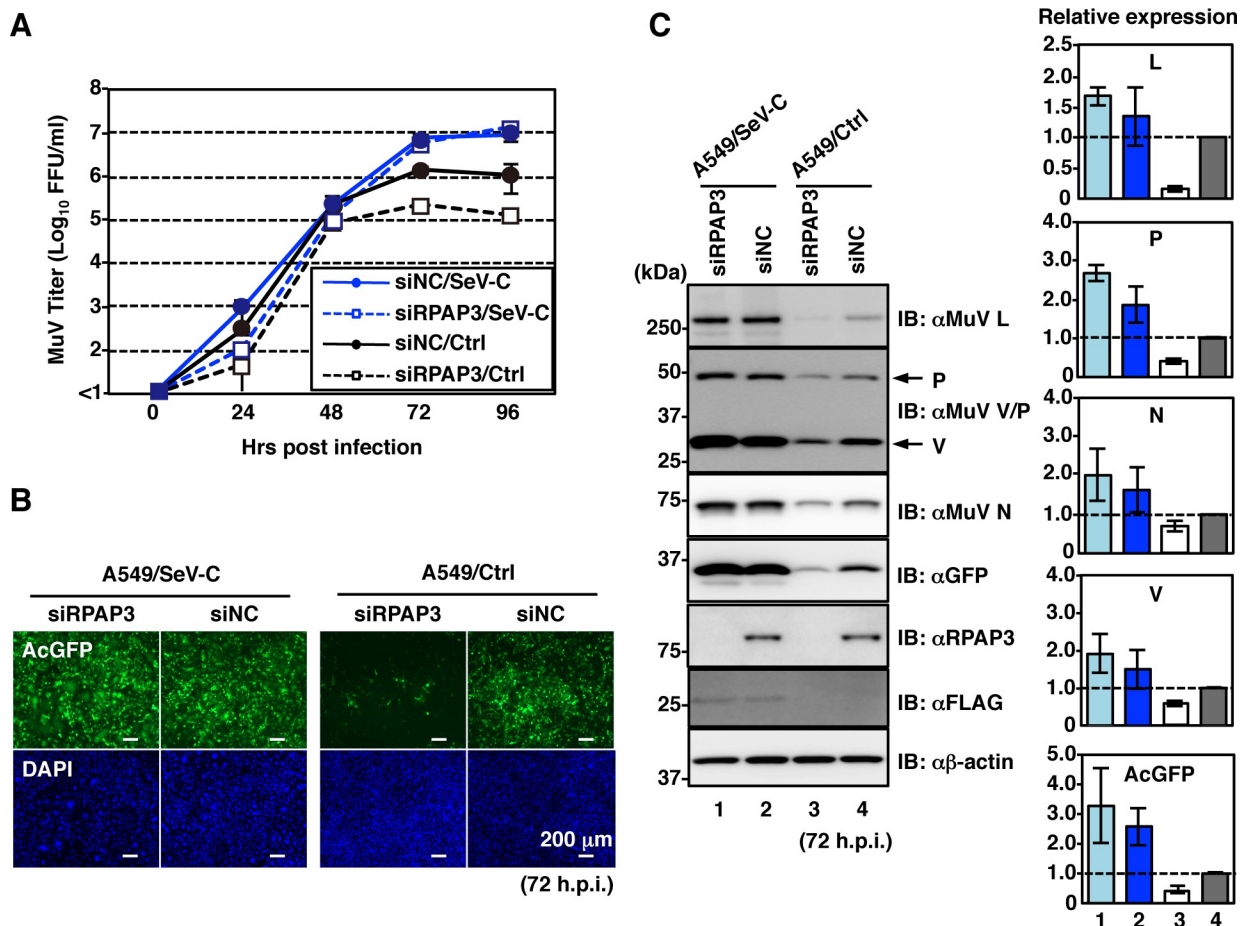 A
MuV Titer (Log10 FFU/ml)
8
7
6
5
4
3
2
<1
0 24 48 72 96
Hrs post infection
siNC/SeV-C
siRPAP3/SeV-C
siNC/Ctrl
siRPAP3/Ctrl
B
A549/SeV-C A549/Ctrl
siRPAP3 siNC siRPAP3 siNC
AcGFP
DAPI
200 μm
(72 h.p.i.)
C
A549/SeV-C A549/Ctrl
siRPAP3 siNC siRPAP3 siNC
(kDa)
250 IB: αMuV L
50 P
37 IB: αMuV V/P
V
25
75 IB: αMuV N
37 IB: αGFP
IB: αRPAP3
75
25 IB: αFLAG
IB: αβ-actin
37
1 2 3 4
(72 h.p.i.)
Relative expression
L
2.5
2.0
1.5
1.0
0.5
0
P
4.0
3.0
2.0
1.0
0
N
4.0
3.0
2.0
1.0
0
V
4.0
3.0
2.0
1.0
0
AcGFP
5.0
4.0
3.0
2.0
1.0
0
1 2 3 4